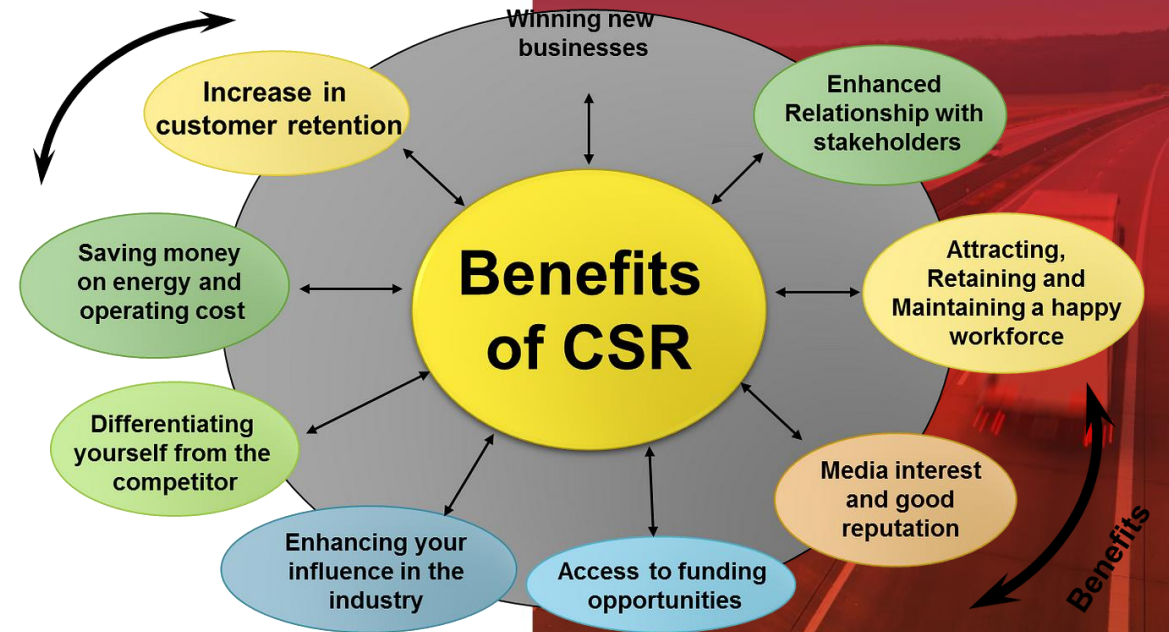 Winning new
businesses
Increase in
customer retention
Enhanced
Relationship with
stakeholders
Saving money
on energy and
operating cost
Benefits
of CSR
Attracting,
Retaining and
Maintaining a happy
workforce
Differentiating
yourself from the
competitor
Media interest
and good
reputation
Enhancing your
influence in the
industry
Access to funding
opportunities
Benefits